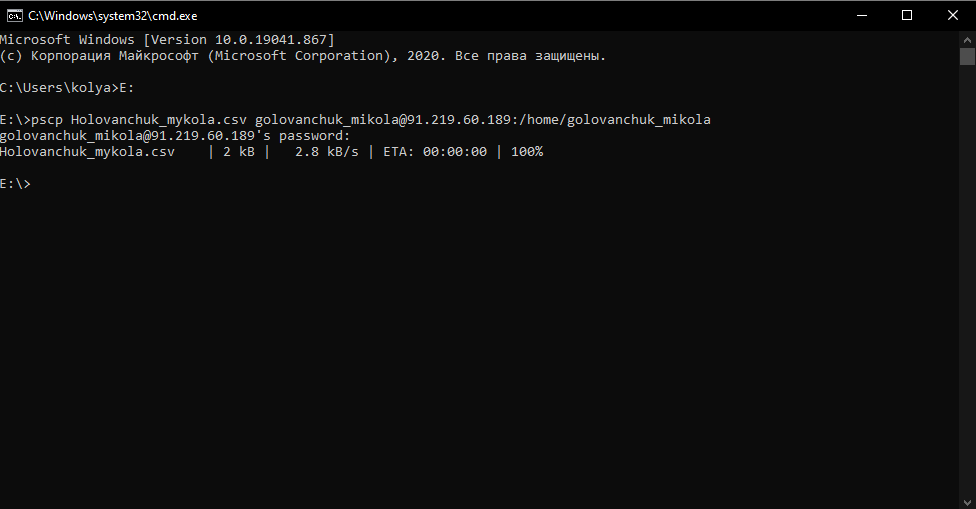 C:\Windows\system32\cmd.exe
Microsoft Windows [Version 10.0.19041.867]
(c) Корпорация Майкрософт (Microsoft Corporation), 2020. Все права защищены.
C:\Users\kolya>E:
E:\>pscp Holovanchuk_mykola.csv golovanchuk_mikola@91.219.60.189:/home/golovanchuk_mikola
golovanchuk_mikola@91.219.60.189's password:
Holovanchuk_mykola.csv    | 2 kB |   2.8 kB/s | ETA: 00:00:00 | 100%
E:\>